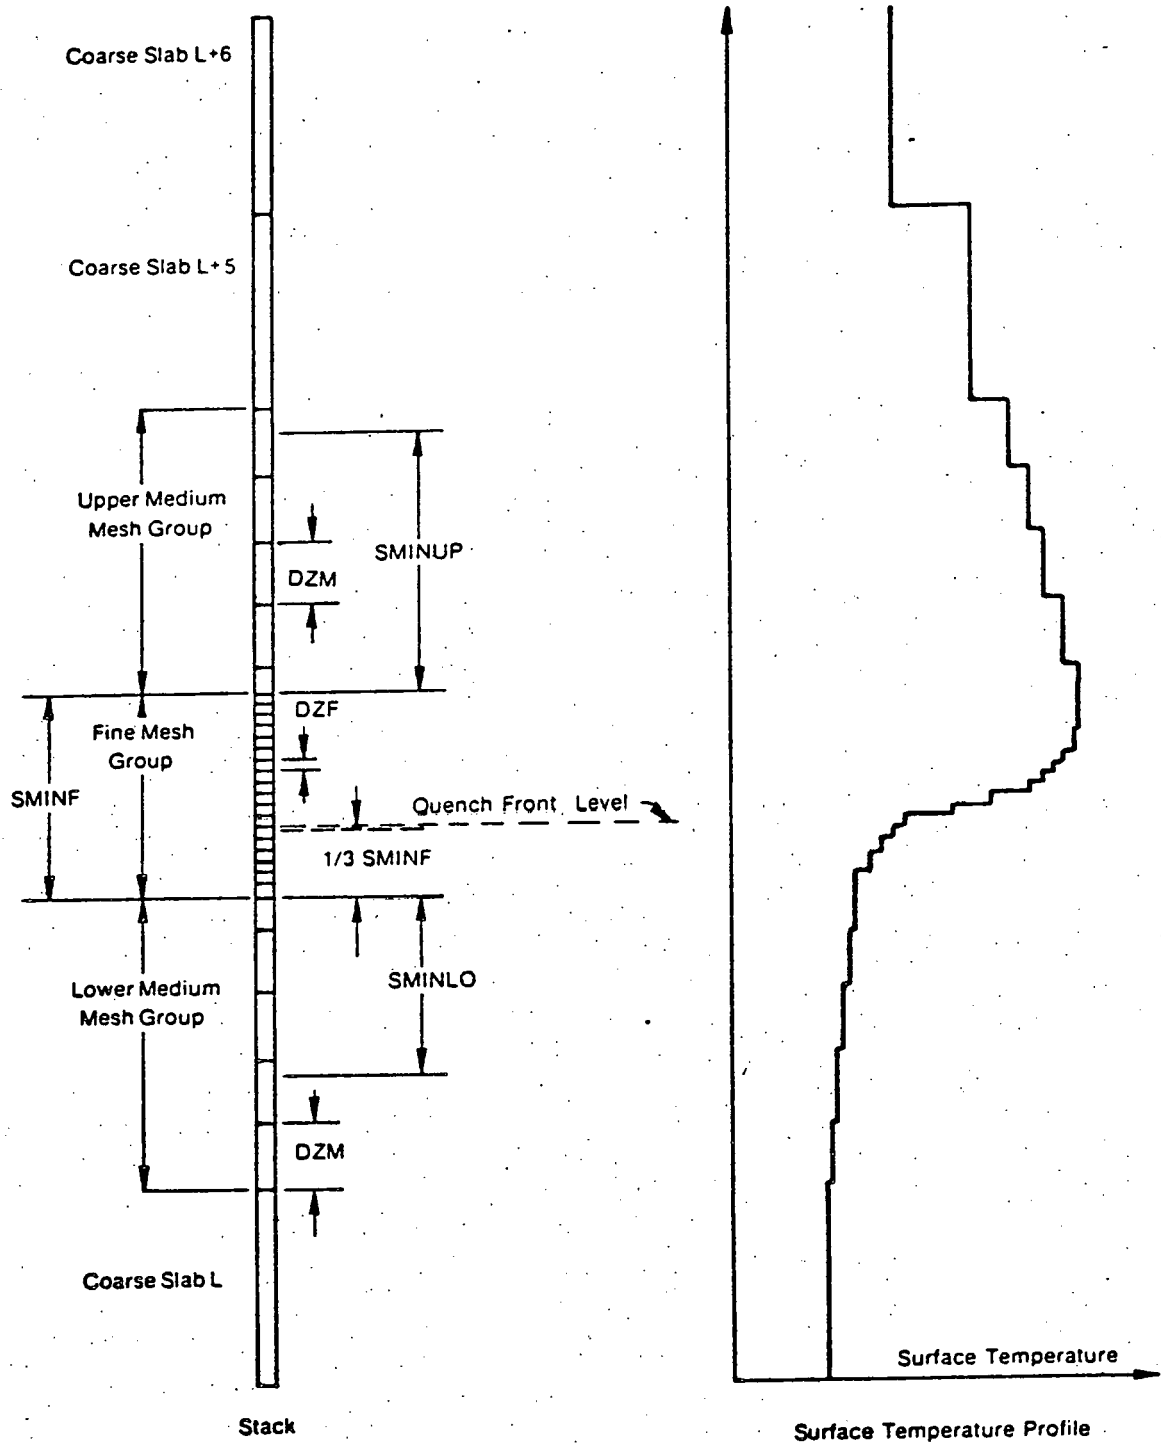 Coarse Slab L+6
Coarse Slab L+5
Upper Medium
Mesh Group
SMINUP
DZM
DZF
Fine Mesh
Group
SMINF
Quench Front Level
1/3 SMINF
SMINLO
Lower Medium
Mesh Group
DZM
Coarse Slab L
Surface Temperature
Stack
Surface Temperature Profile